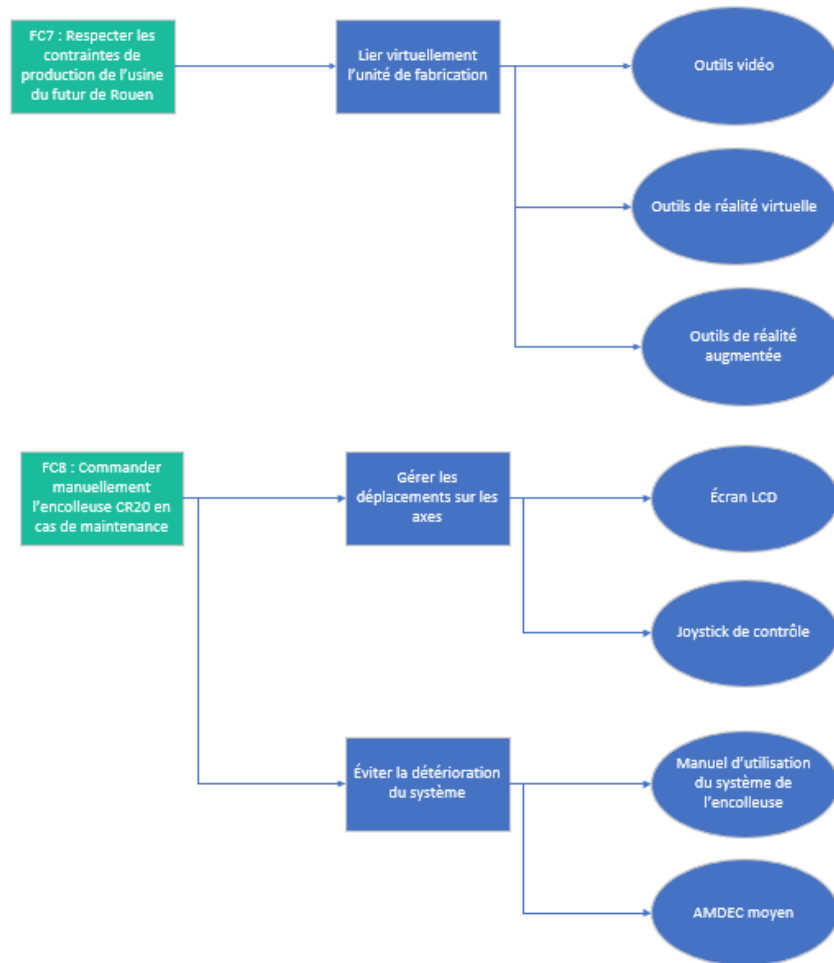 FC7 : Respecter les
contraintes de
production de l'usine
du futur de Rouen
Lier virtuellement
l'unité de fabrication
Outils vidéo
Outils de réalité virtuelle
Outils de réalité
augmentée
FC8 : Commander
manuellement
l'encolleuse CR20 en
cas de maintenance
Gérer les
déplacements sur les
axes
Écran LCD
Joystick de contrôle
Éviter la détérioration
du système
Manuel d'utilisation
du système de
l'encolleuse
AMDEC moyen